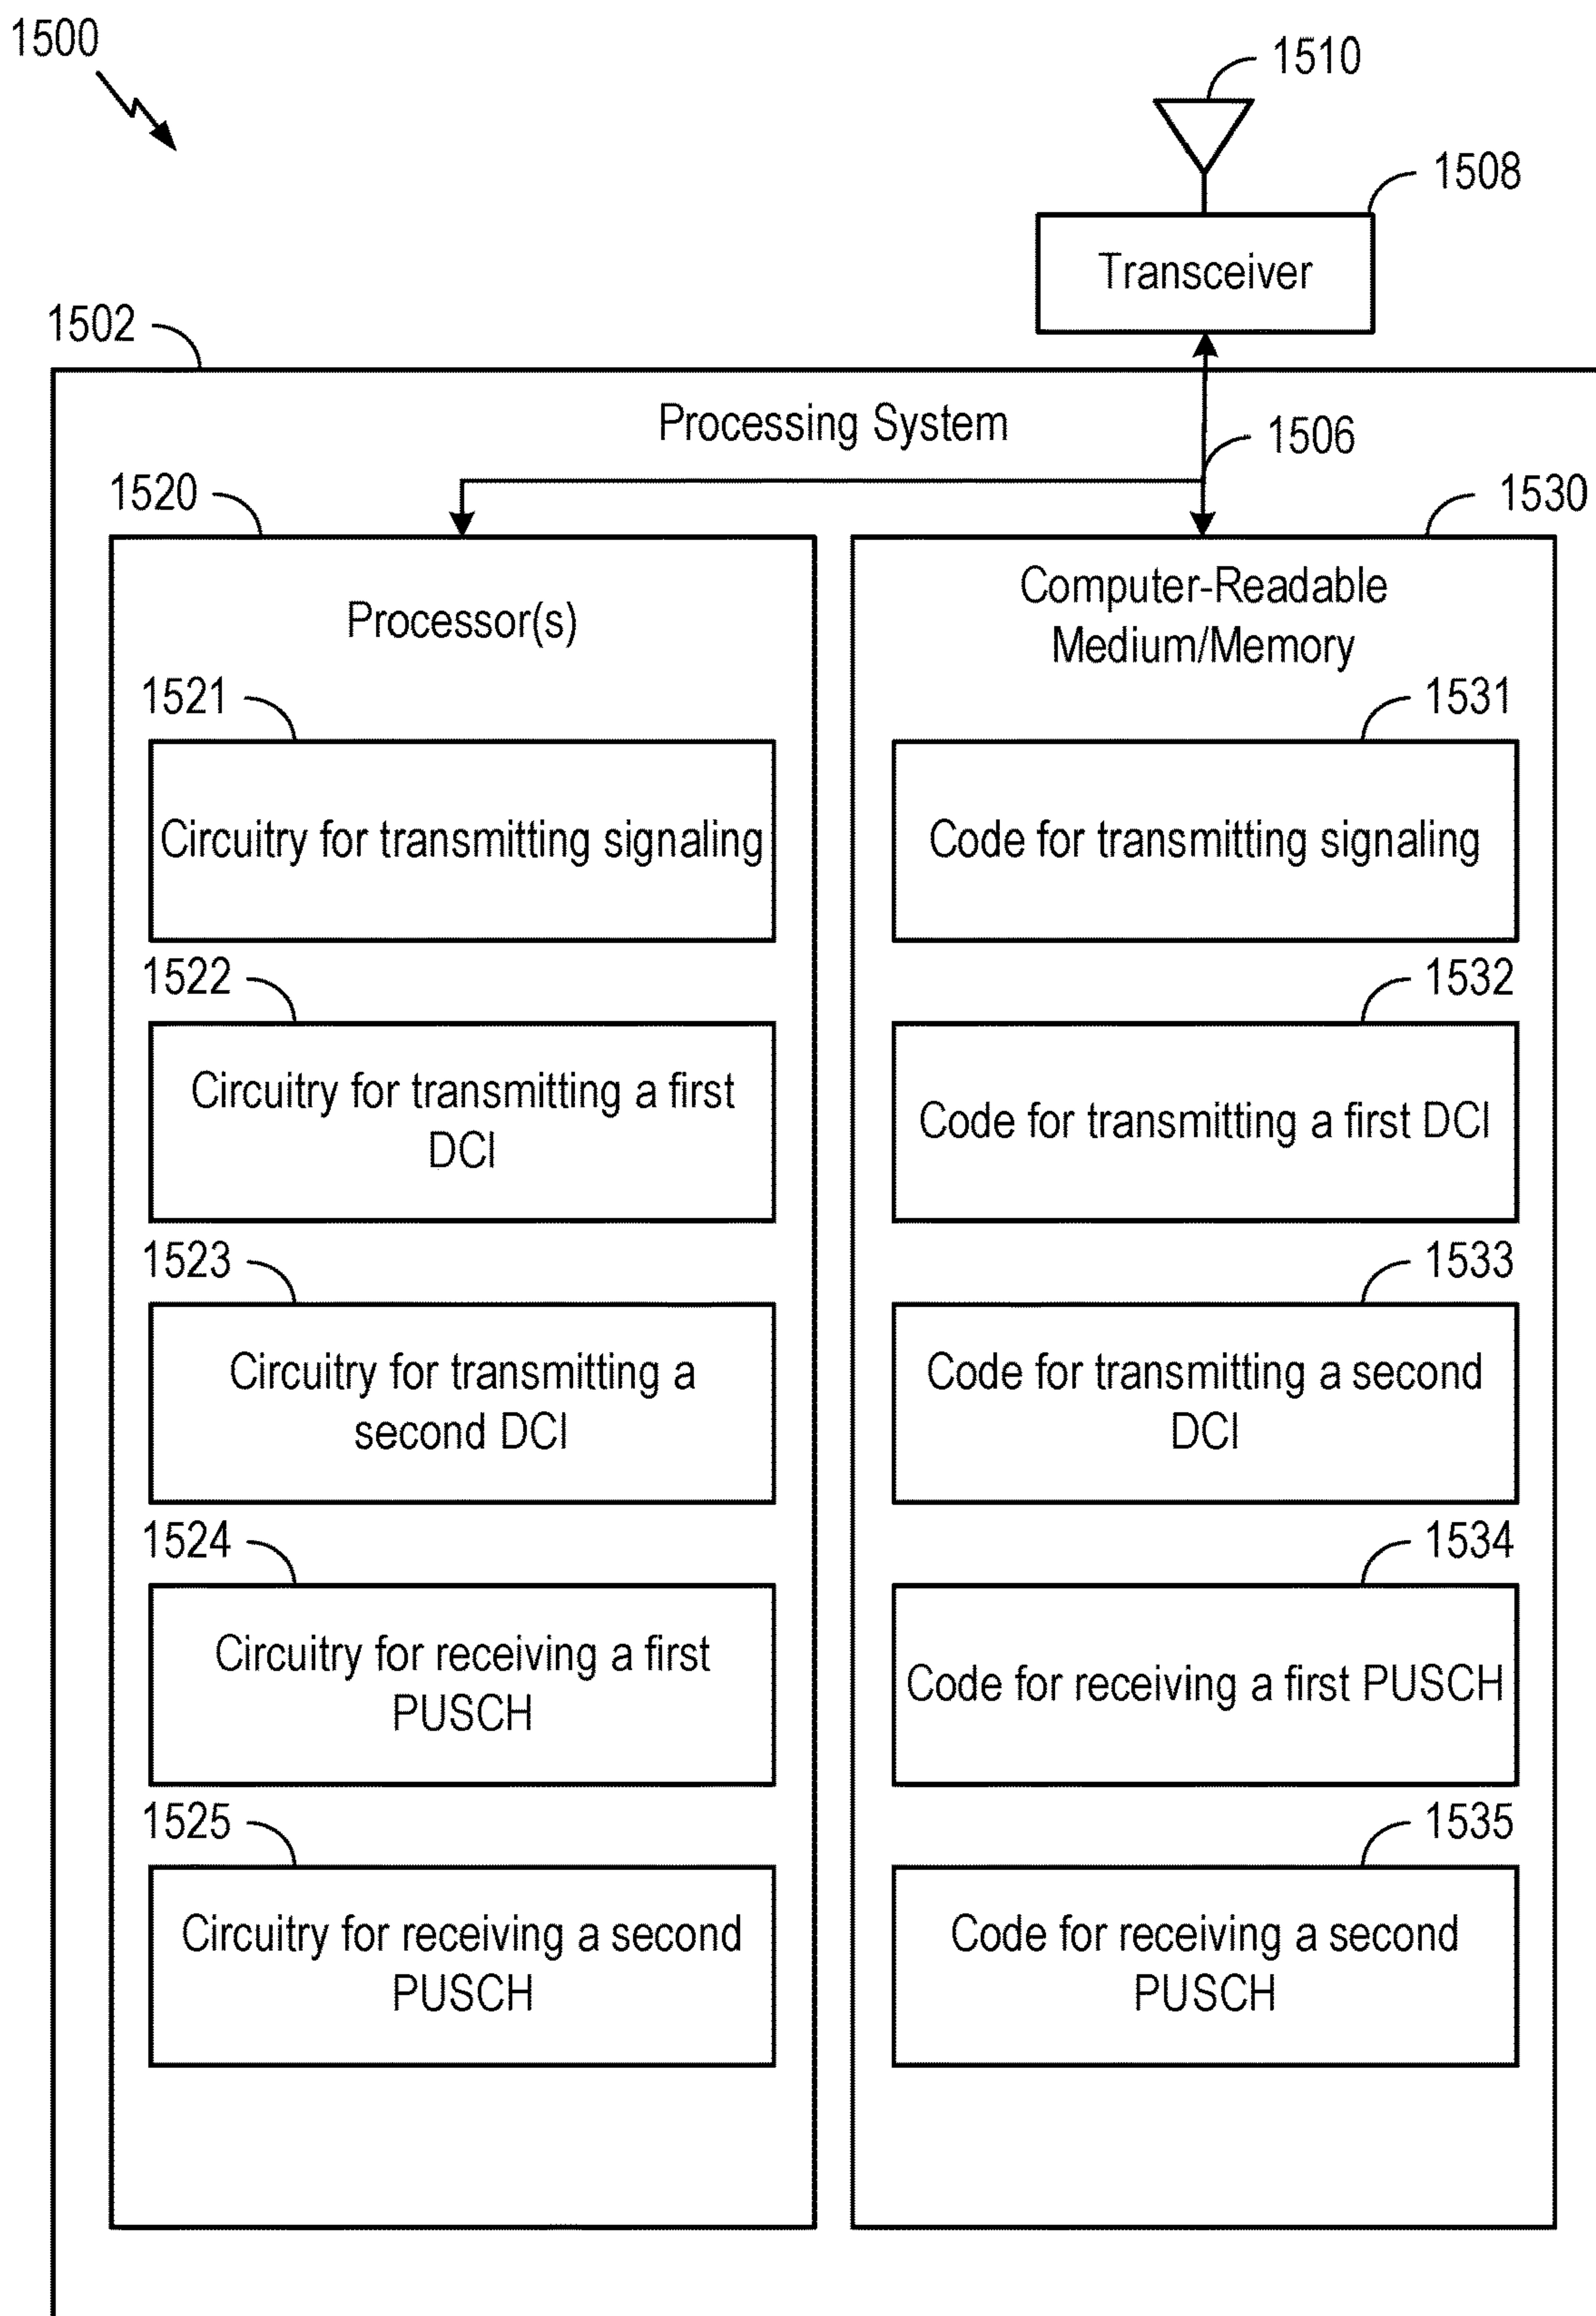 1500
1510
1508
Transceiver
1502
Processing System
1506
1520
1530
Processor(s)
Computer-Readable
Medium/Memory
1521
1531
Circuitry for transmitting signaling
Code for transmitting signaling
1522
1532
Circuitry for transmitting a first
DCI
Code for transmitting a first DCI
1523
1533
Circuitry for transmitting a
second DCI
Code for transmitting a second
DCI
1524
1534
Circuitry for receiving a first
PUSCH
Code for receiving a first PUSCH
1525
1535
Circuitry for receiving a second
PUSCH
Code for receiving a second
PUSCH